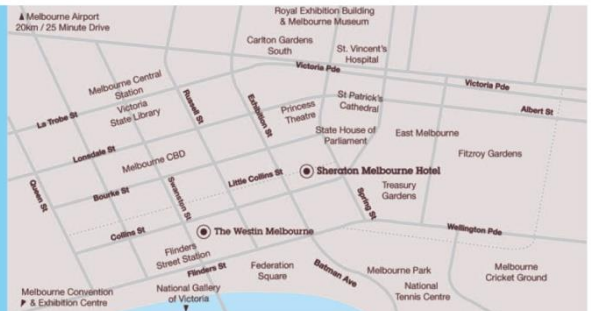 Melbourne Airport
20km / 25 Minute Drive
Royal Exhibition Building
& Melbourne Museum
Carlton Gardens
South
St. Vincent's
Hospital
Victoria Pde
Victoria Pde
Melbourne Central
Station
Victoria
State Library
La Trobe St
Russell St
Exhibition St
Princess
Theatre
St Patrick's
Cathedral
Albert St
State House of
Parliament
East Melbourne
Fitzroy Gardens
Lonsdale St
Melbourne CBD
Little Collins St
Sheraton Melbourne Hotel
Treasury
Gardens
Queen St
Bourke St
Swanston St
Spring St
Collins St
The Westin Melbourne
Wellington Pde
Flinders
Street Station
Flinders St
Federation
Square
Batman Ave
Melbourne Park
National
Tennis Centre
Melbourne
Cricket Ground
Melbourne Convention
& Exhibition Centre
National Gallery
of Victoria